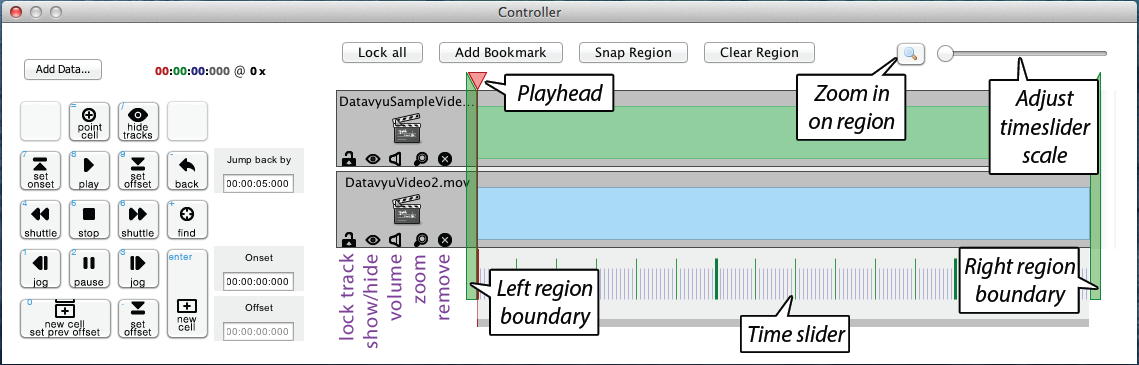 Controller
Lock all
Add Bookmark
Snap Region
Clear Region
Add Data...
00:00:00:000 @ 0 x
Playhead
Zoom in
on region
Adjust
timeslider
scale
=
point
cell
/
hide
tracks
7
set
onset
8
play
9
set
offset
-
back
Jump back by
00:00:05:000
4
shuttle
5
stop
6
shuttle
+
find
1
jog
2
pause
3
jog
enter
new
cell
Onset
00:00:00:000
0
new cell
set prev offset
.
set
offset
Offset
00:00:00:000
DatavyuSampleVide...
DatavyuVideo2.mov
lock track
show/hide
volume
zoom
remove
Left region
boundary
Time slider
Right region
boundary